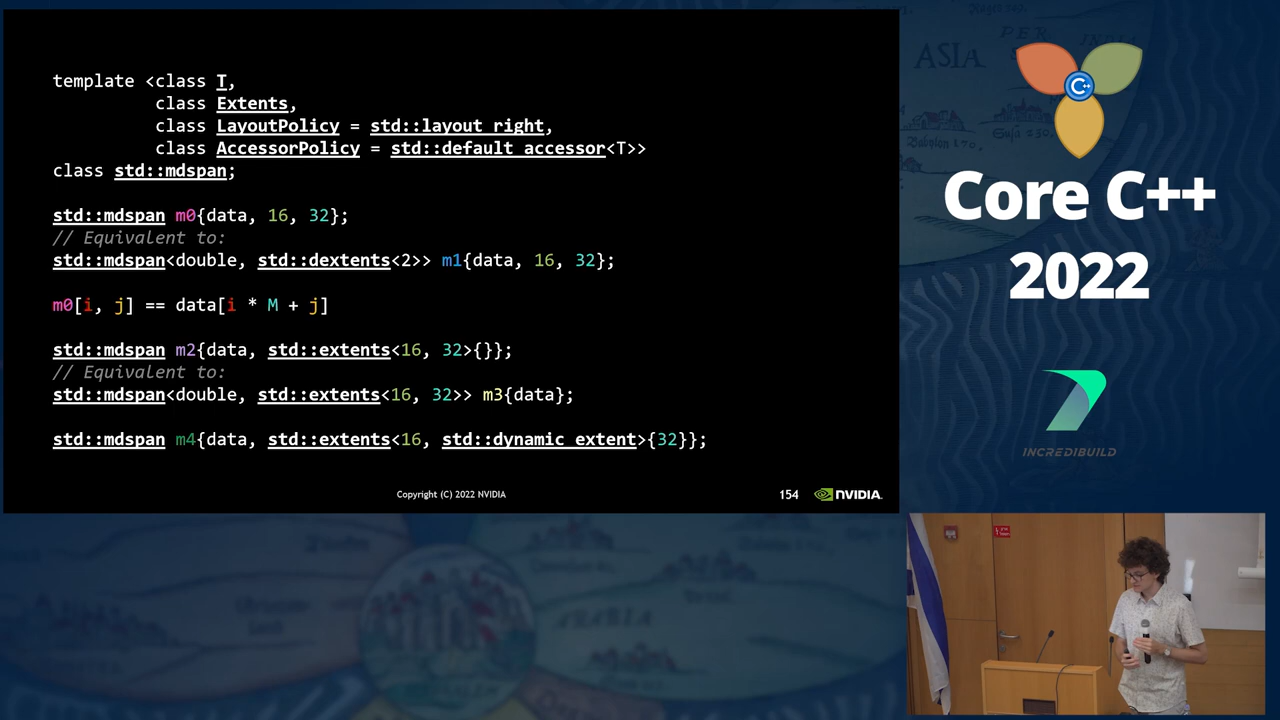 template <class T,
class Extents,
class LayoutPolicy = std::layout_right,
class AccessorPolicy = std::default_accessor<T>>
class std::mdspan;
std::mdspan m0{data, 16, 32};
// Equivalent to:
std::mdspan<double, std::dextents<2>> m1{data, 16, 32};
m0[i, j] == data[i * M + j]
std::mdspan m2{data, std::extents<16, 32>{}};
// Equivalent to:
std::mdspan<double, std::extents<16, 32>> m3{data};
std::mdspan m4{data, std::extents<16, std::dynamic_extent>{32}};
Copyright (C) 2022 NVIDIA
154
NVIDIA.
C++
Core C++
2022
INCREDIBUILD
ASIA
PER
ARABIA